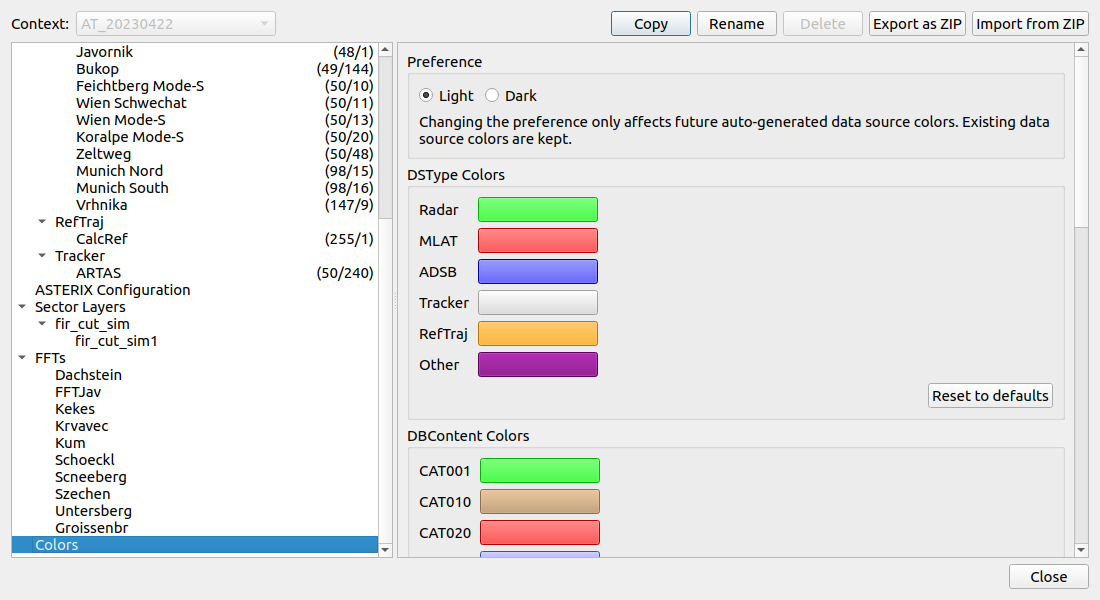 Context: AT_20230422 Copy Rename Delete Export as ZIP Import from ZIP
Javornik (48/1)
Bukop (49/144)
Feichtberg Mode-S (50/10)
Wien Schwechat (50/11)
Wien Mode-S (50/13)
Koralpe Mode-S (50/20)
Zeltweg (50/48)
Munich Nord (98/15)
Munich South (98/16)
Vrhnika (147/9)
RefTraj
CalcRef (255/1)
Tracker
ARTAS (50/240)
ASTERIX Configuration
Sector Layers
fir_cut_sim
fir_cut_sim1
FFTs
Dachstein
FFTJav
Kekes
Krvavec
Kum
Schoeckl
Scneeberg
Szechen
Untersberg
Groissenbr
Colors
Preference
Light Dark
Changing the preference only affects future auto-generated data source colors. Existing data
source colors are kept.
DSType Colors
Radar
MLAT
ADSB
Tracker
RefTraj
Other
Reset to defaults
DBContent Colors
CAT001
CAT010
CAT020
Close